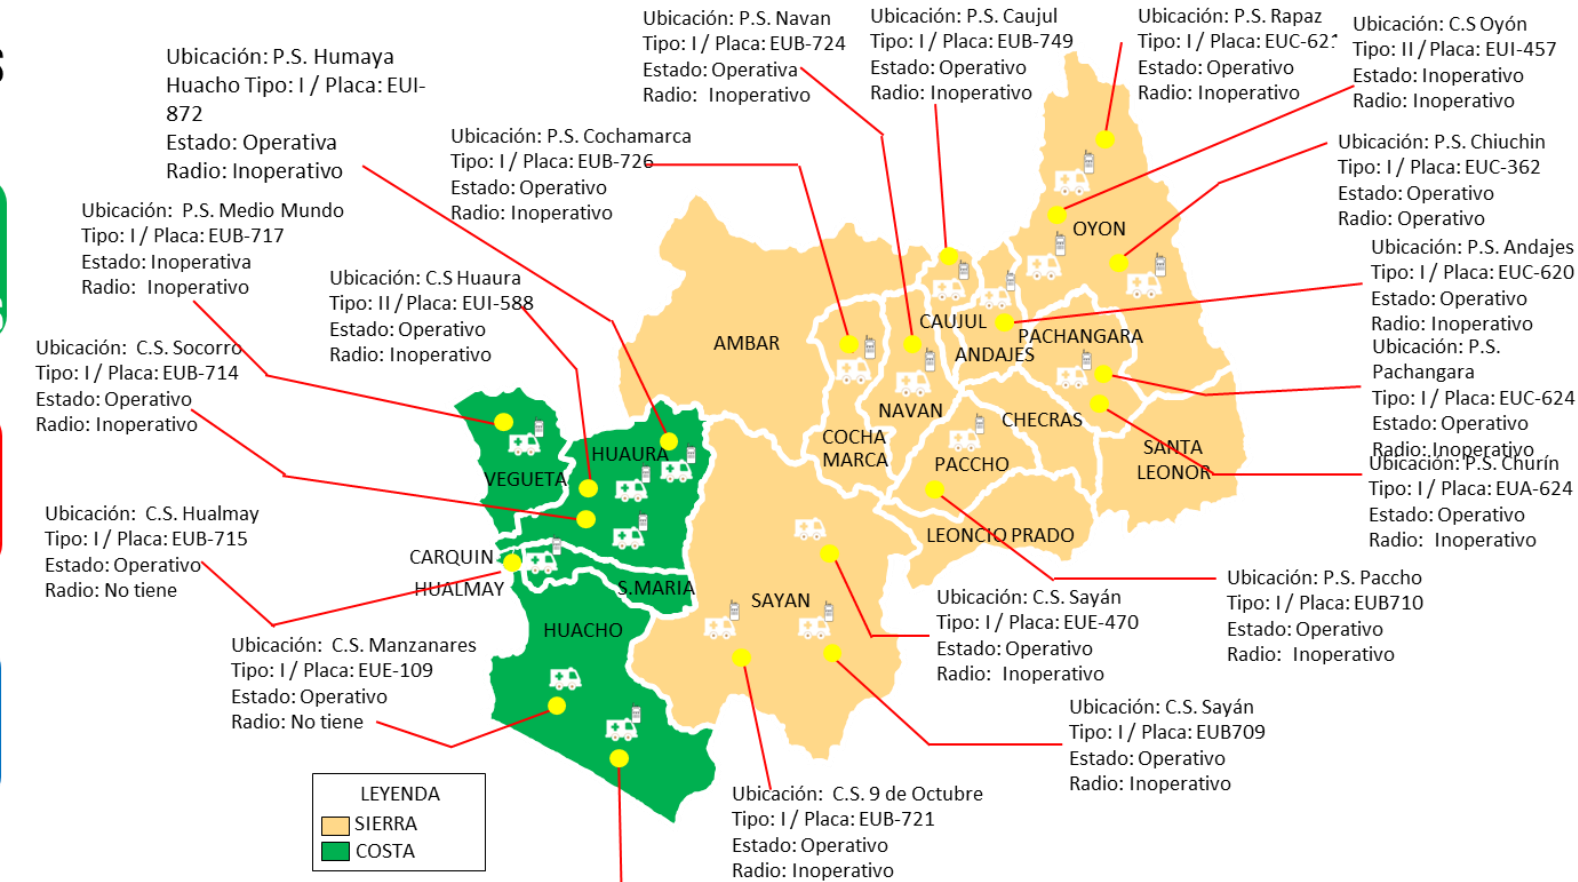 Ubicación: P.S. Humaya
Huacho Tipo: I / Placa: EUI-
872
Estado: Operativa
Radio: Inoperativo
Ubicación: P.S. Navan
Tipo: I / Placa: EUB-724
Estado: Operativa
Radio: Inoperativo
Ubicación: P.S. Caujul
Tipo: I / Placa: EUB-749
Estado: Operativo
Radio: Inoperativo
Ubicación: P.S. Rapaz
Tipo: I / Placa: EUC-621
Estado: Operativo
Radio: Inoperativo
Ubicación: C.S Oyón
Tipo: II / Placa: EUI-457
Estado: Inoperativo
Radio: Inoperativo
Ubicación: P.S. Cochamarca
Tipo: I / Placa: EUB-726
Estado: Operativo
Radio: Inoperativo
Ubicación: P.S. Chiuchin
Tipo: I / Placa: EUC-362
Estado: Operativo
Radio: Operativo
Ubicación: P.S. Medio Mundo
Tipo: I / Placa: EUB-717
Estado: Inoperativa
Radio: Inoperativo
Ubicación: C.S Huaura
Tipo: II / Placa: EUI-588
Estado: Operativo
Radio: Inoperativo
Ubicación: P.S. Andajes
Tipo: I / Placa: EUC-620
Estado: Operativo
Radio: Inoperativo
Ubicación: P.S.
Pachangara
Tipo: I / Placa: EUC-624
Estado: Operativo
Radio: Inoperativo
Ubicación: C.S. Socorro
Tipo: I / Placa: EUB-714
Estado: Operativo
Radio: Inoperativo
Ubicación: P.S. Churín
Tipo: I / Placa: EUA-624
Estado: Operativo
Radio: Inoperativo
OYON
CAUJUL
PACHANGARA
AMBAR
ANDAJES
NAVAN
CHECRAS
COCHA
MARCA
SANTA
LEONOR
PACCHO
HUAURA
VEGUETA
LEONCIO PRADO
CARQUIN
HUALMAY
S.MARIA
SAYAN
HUACHO
Ubicación: C.S. Hualmay
Tipo: I / Placa: EUB-715
Estado: Operativo
Radio: No tiene
Ubicación: P.S. Paccho
Tipo: I / Placa: EUB710
Estado: Operativo
Radio: Inoperativo
Ubicación: C.S. Sayán
Tipo: I / Placa: EUE-470
Estado: Operativo
Radio: Inoperativo
Ubicación: C.S. Manzanares
Tipo: I / Placa: EUE-109
Estado: Operativo
Radio: No tiene
Ubicación: C.S. Sayán
Tipo: I / Placa: EUB709
Estado: Operativo
Radio: Inoperativo
Ubicación: C.S. 9 de Octubre
Tipo: I / Placa: EUB-721
Estado: Operativo
Radio: Inoperativo
LEYENDA
SIERRA
COSTA